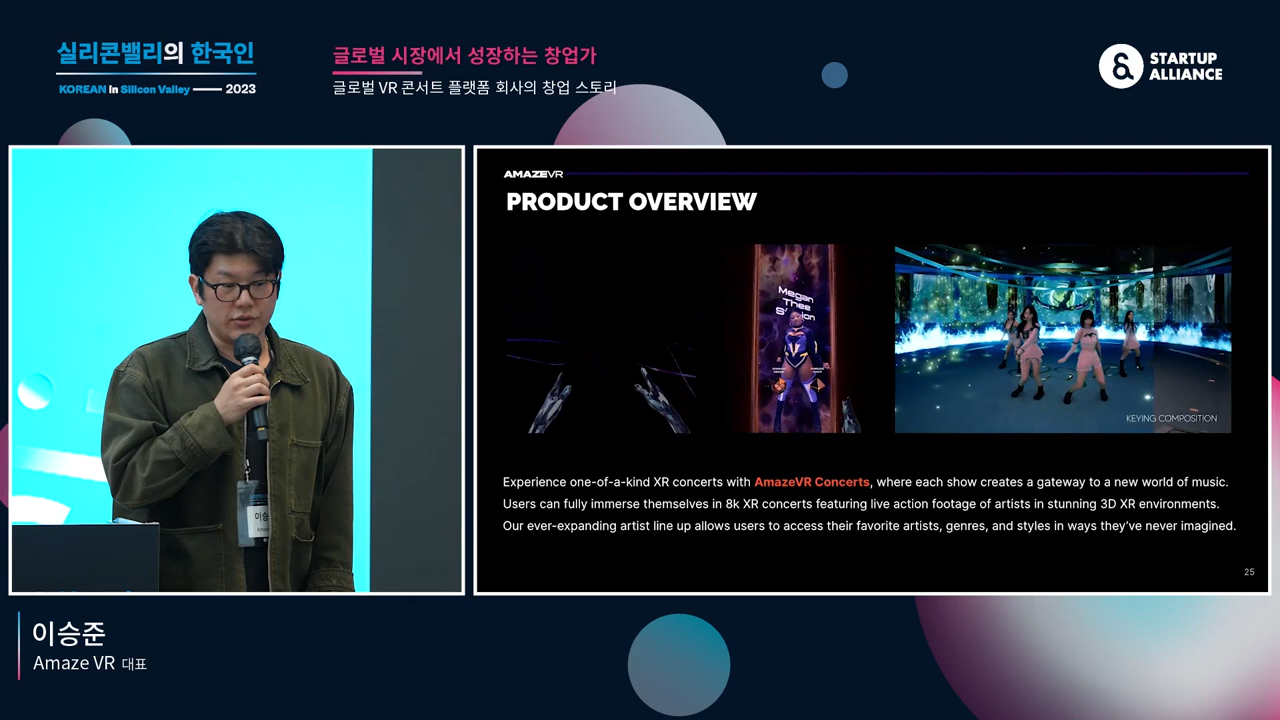 실리콘밸리의 한국인
KOREAN in Silicon Valley 2023
글로벌 시장에서 성장하는 창업가
글로벌 VR 콘서트 플랫폼 회사의 창업 스토리
STARTUP
ALLIANCE
AMAZEVR
PRODUCT OVERVIEW
Megan
Thee
KEYING COMPOSITION
Experience one-of-a-kind XR concerts with AmazeVR Concerts, where each show creates a gateway to a new world of music.
Users can fully immerse themselves in 8k XR concerts featuring live action footage of artists in stunning 3D XR environments.
Our ever-expanding artist line up allows users to access their favorite artists, genres, and styles in ways they've never imagined.
25
이승준
Amaze VR 대표